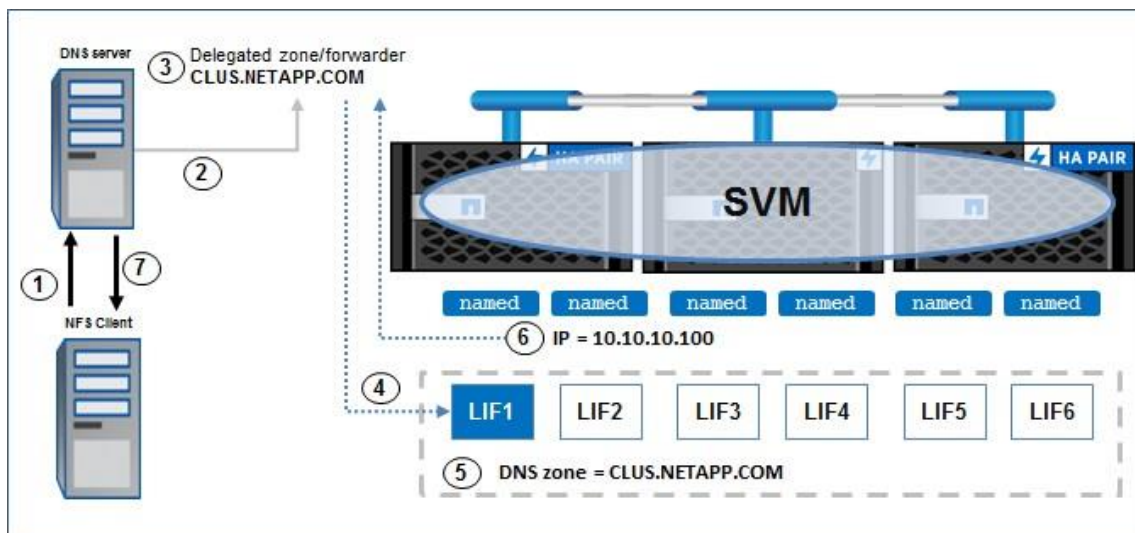 DNS server
3
Delegated zone/forwarder
CLUS.NETAPP.COM
HA PAIR
HA PAIR
2
SVM
1
7
named
named
named
named
named
named
NFS Client
6
IP = 10.10.10.100
4
LIF1
LIF2
LIF3
LIF4
LIF5
LIF6
5
DNS zone = CLUS.NETAPP.COM